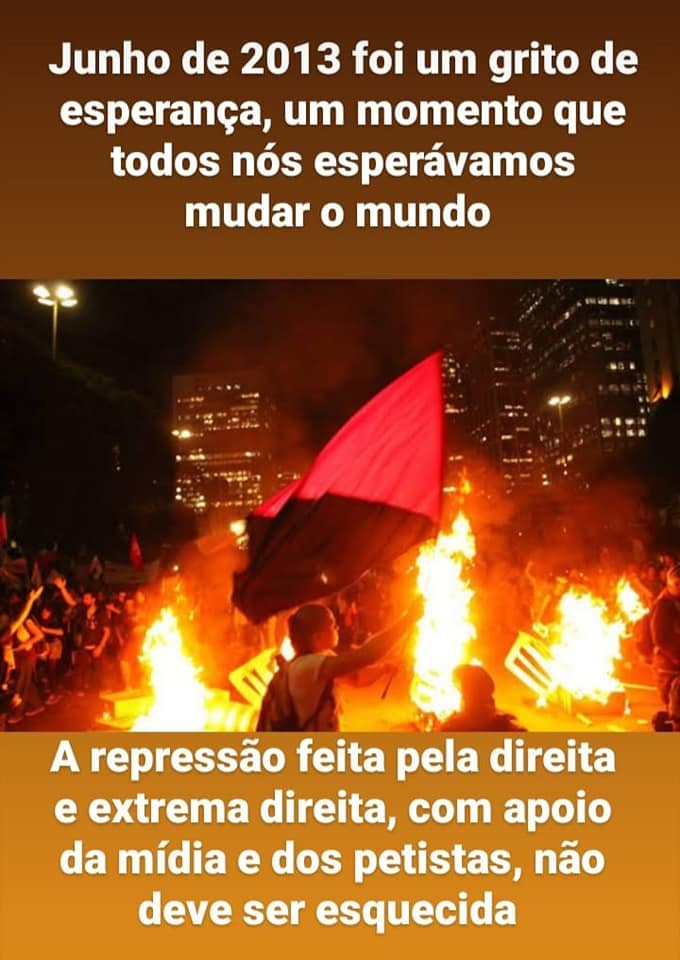 Junho de 2013 foi um grito de
esperança, um momento que
todos nós esperávamos
mudar o mundo
A repressão feita pela direita
e extrema direita, com apoio
da mídia e dos petistas, não
deve ser esquecida